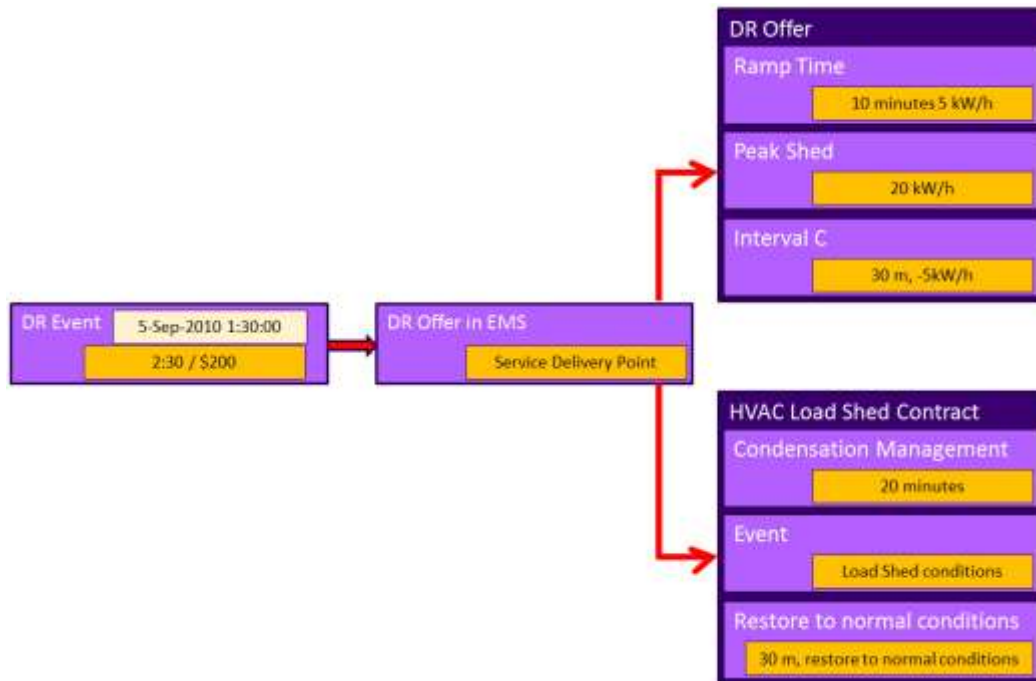 DR Event
5-Sep-2010 1:30:00
2:30 / $200
DR Offer in EMS
Service Delivery Point
DR Offer
Ramp Time
10 minutes 5 kW/h
Peak Shed
20 kW/h
Interval C
30 m, -5kW/h
HVAC Load Shed Contract
Condensation Management
20 minutes
Event
Load Shed conditions
Restore to normal conditions
30 m, restore to normal conditions